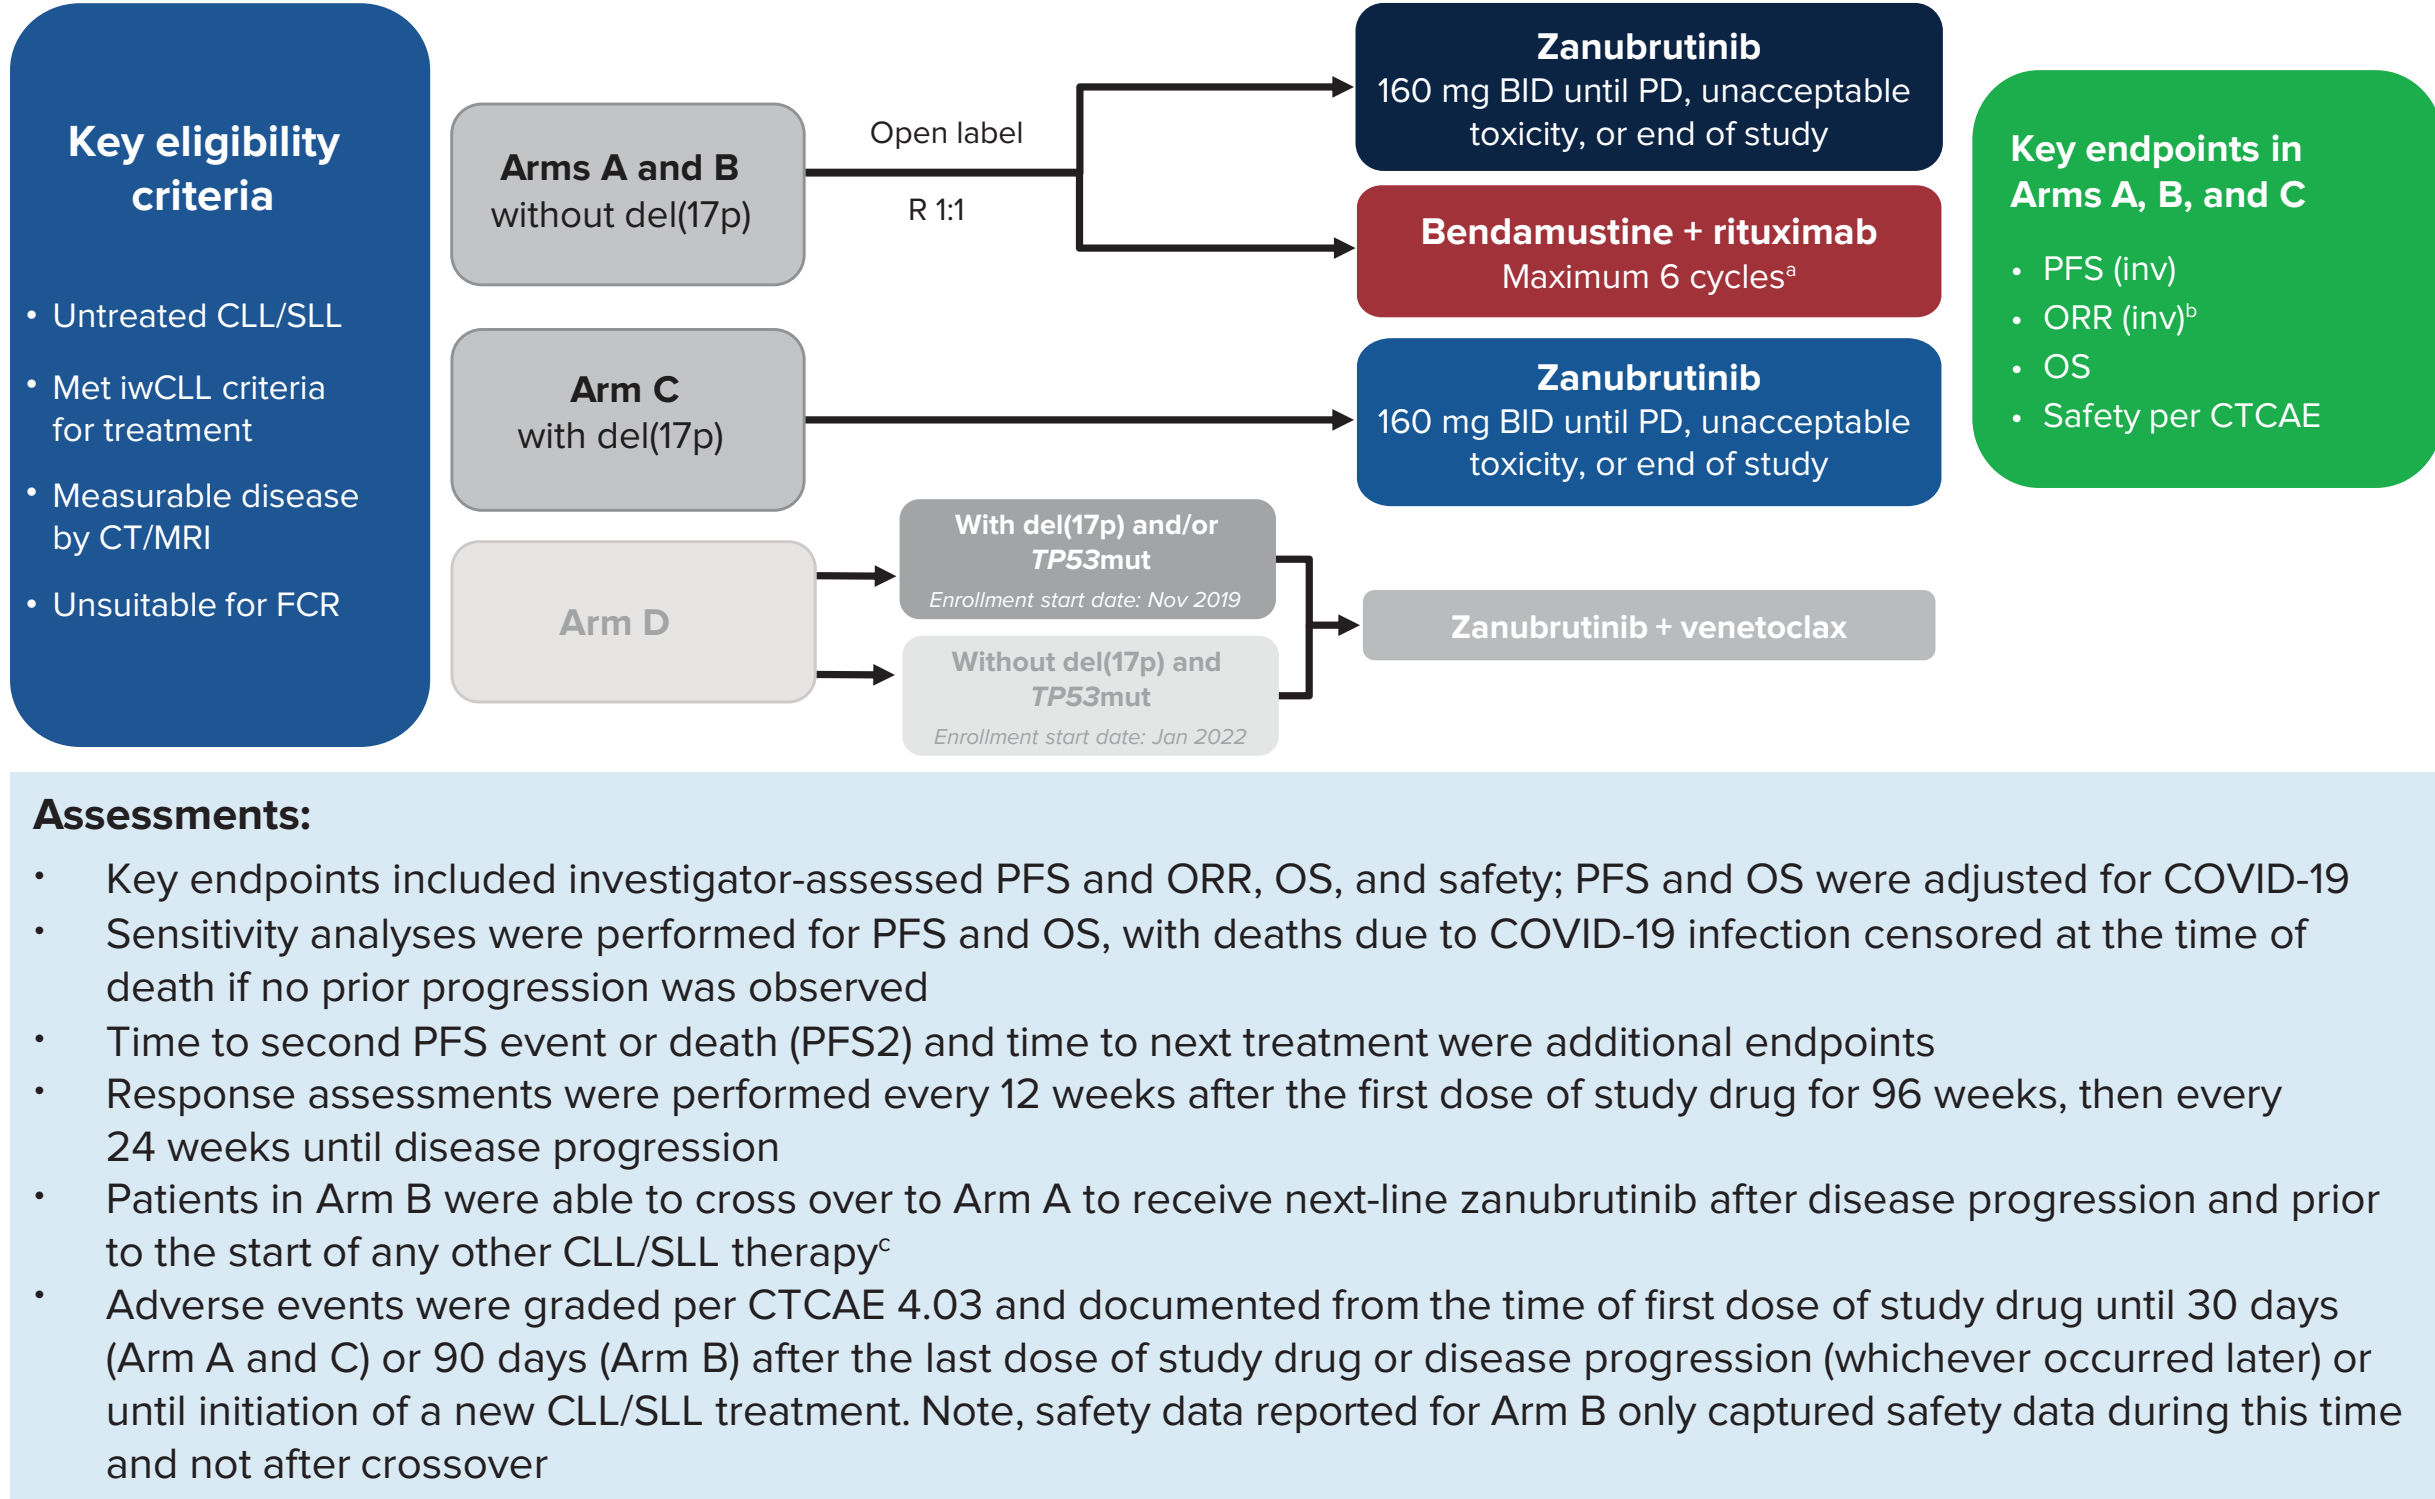 Key eligibility
criteria
• Untreated CLL/SLL
• Met iwCLL criteria
for treatment
• Measurable disease
by CT/MRI
• Unsuitable for FCR
Arms A and B
without del(17p)
Open label
R 1:1
Zanubrutinib
160 mg BID until PD, unacceptable
toxicity, or end of study
Bendamustine + rituximab
Maximum 6 cyclesᵃ
Arm C
with del(17p)
Zanubrutinib
160 mg BID until PD, unacceptable
toxicity, or end of study
Arm D
With del(17p) and/or
TP53mut
Enrollment start date: Nov 2019
Without del(17p) and
TP53mut
Enrollment start date: Jan 2022
Zanubrutinib + venetoclax
Key endpoints in
Arms A, B, and C
• PFS (inv)
• ORR (inv)ᵇ
• OS
• Safety per CTCAE
Assessments:
• Key endpoints included investigator-assessed PFS and ORR, OS, and safety; PFS and OS were adjusted for COVID-19
• Sensitivity analyses were performed for PFS and OS, with deaths due to COVID-19 infection censored at the time of
death if no prior progression was observed
• Time to second PFS event or death (PFS2) and time to next treatment were additional endpoints
• Response assessments were performed every 12 weeks after the first dose of study drug for 96 weeks, then every
24 weeks until disease progression
• Patients in Arm B were able to cross over to Arm A to receive next-line zanubrutinib after disease progression and prior
to the start of any other CLL/SLL therapyᶜ
• Adverse events were graded per CTCAE 4.03 and documented from the time of first dose of study drug until 30 days
(Arm A and C) or 90 days (Arm B) after the last dose of study drug or disease progression (whichever occurred later) or
until initiation of a new CLL/SLL treatment. Note, safety data reported for Arm B only captured safety data during this time
and not after crossover